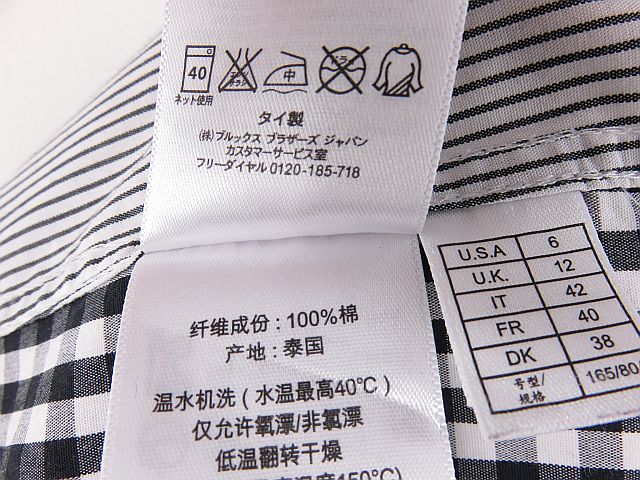 40
中
ネット使用
タイ製
(株)ブルックス ブラザーズ ジャパン
カスタマーサービス室
フリーダイヤル 0120-185-718
纤维成份 : 100%棉
产地 : 泰国
温水机洗 ( 水温最高40℃ )
仅允许氧漂/非氯漂
低温翻转干燥
U.S.A 6
U.K. 12
IT 42
FR 40
DK 38
号型/规格 165/80